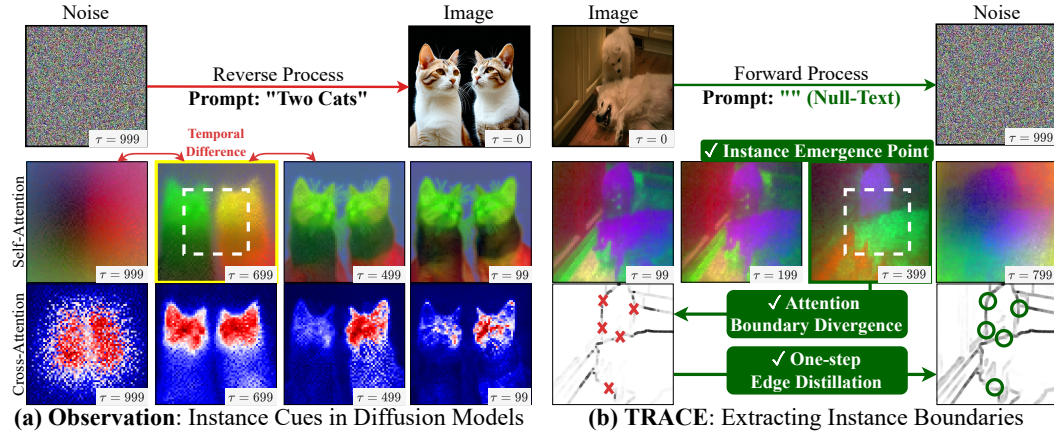 Noise
Image
Image
Noise
Reverse Process
Prompt: "Two Cats"
Forward Process
Prompt: "" (Null-Text)
τ = 999
τ = 0
τ = 0
τ = 999
Temporal
Difference
✓ Instance Emergence Point
Self-Attention
τ = 999
τ = 699
τ = 499
τ = 99
τ = 99
τ = 199
τ = 399
τ = 799
Cross-Attention
τ = 999
τ = 699
τ = 499
τ = 99
✓ Attention
Boundary Divergence
✓ One-step
Edge Distillation
(a) Observation: Instance Cues in Diffusion Models
(b) TRACE: Extracting Instance Boundaries